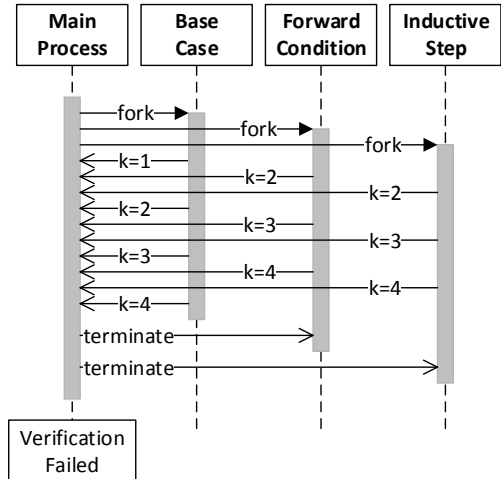 Main
Process
Base
Case
Forward
Condition
Inductive
Step
fork
fork
fork
k=1
k=2
k=2
k=2
k=3
k=3
k=3
k=4
k=4
k=4
terminate
terminate
Verification
Failed